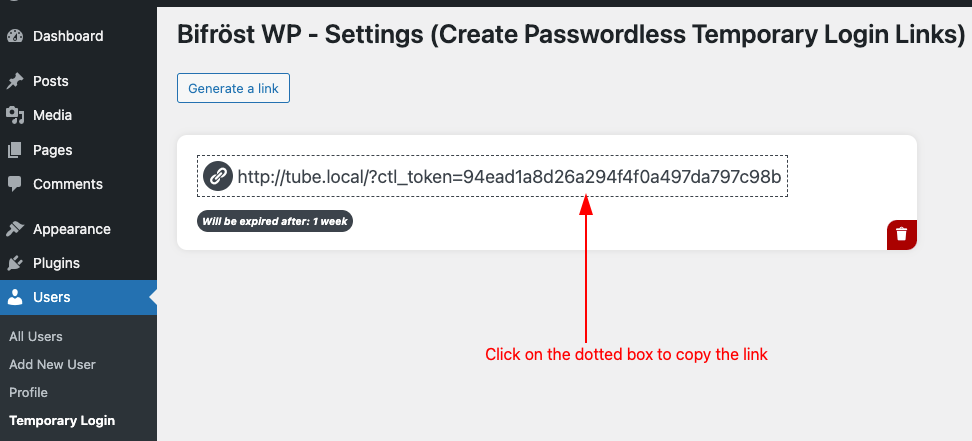 Dashboard
Posts
Media
Pages
Comments
Appearance
Plugins
Users
All Users
Add New User
Profile
Temporary Login
Bifröst WP - Settings (Create Passwordless Temporary Login Links)
Generate a link
http://tube.local/?ctl_token=94ead1a8d26a294f4f0a497da797c98b
Will be expired after: 1 week
Click on the dotted box to copy the link